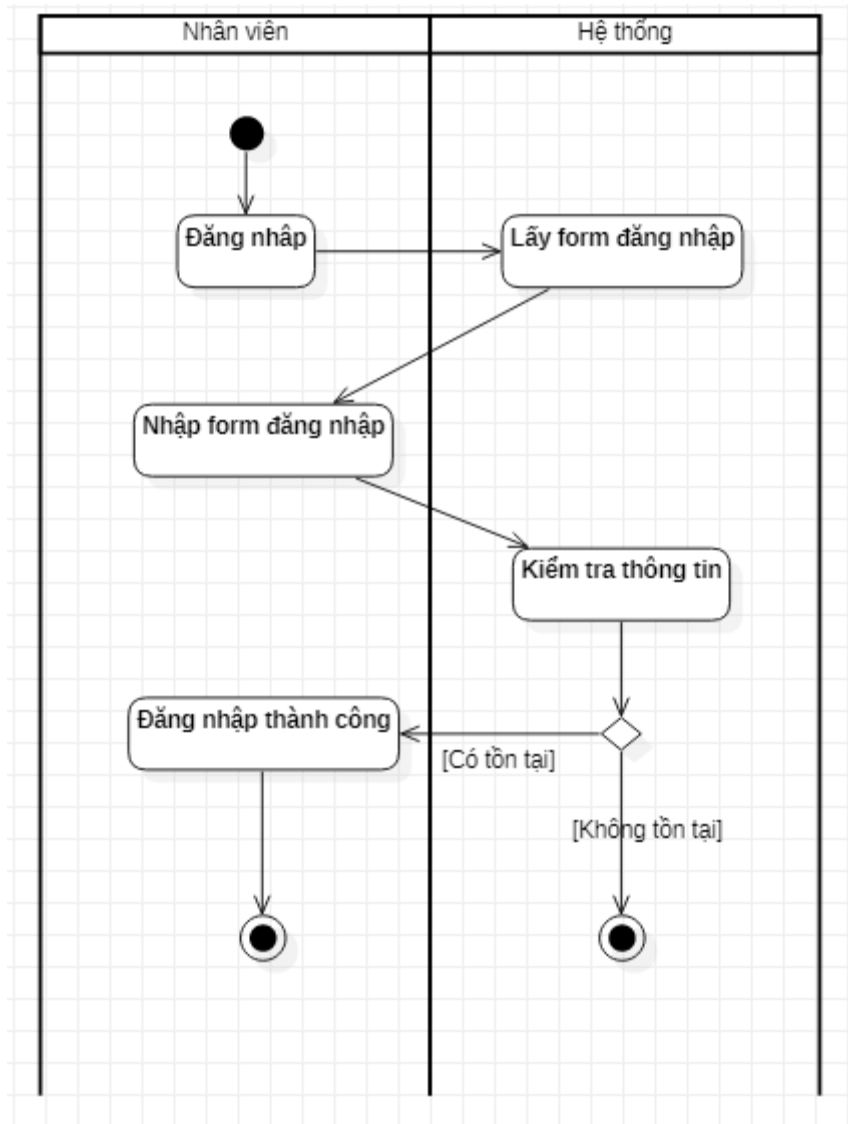 Nhân viên
Hệ thống
Đăng nhâp
Lấy form đăng nhập
Nhập form đăng nhập
Kiểm tra thông tin
Đăng nhập thành công
[Có tồn tại]
[Không tồn tại]